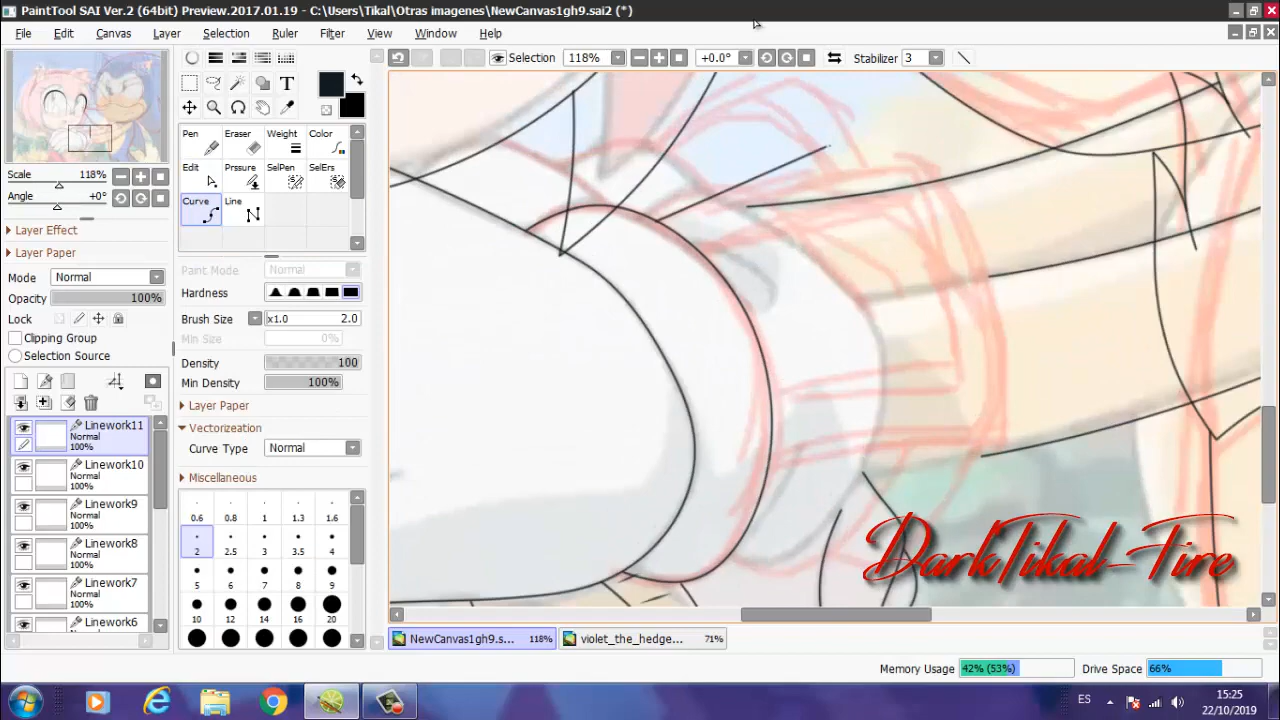 PaintTool SAI Ver.2 (64bit) Preview.2017.01.19 - C:\Users\Tikal\Otras imagenes\NewCanvas1gh9.sai2 (*)
File Edit Canvas Layer Selection Ruler Filter View Window Help
Selection 118% +0.0° Stabilizer 3
T
Pen Eraser Weight Color
Edit Prssure SelPen SelErs
Curve Line
Scale 118%
Angle +0°
Layer Effect
Layer Paper
Mode Normal
Opacity 100%
Lock
Clipping Group
Selection Source
Paint Mode Normal
Hardness
Brush Size x1.0 2.0
Min Size 0%
Density 100
Min Density 100%
Layer Paper
Vectorization
Curve Type Normal
Miscellaneous
0.6 0.8 1 1.3 1.6
2 2.5 3 3.5 4
5 6 7 8 9
10 12 14 16 20
Linework11
Normal
100%
Linework10
Normal
100%
Linework9
Normal
100%
Linework8
Normal
100%
Linework7
Normal
100%
Linework6
Normal
DarkTikal-Fire
NewCanvas1gh9.s... 118% violet_the_hedge... 71%
Memory Usage 42% (53%) Drive Space 66%
ES 15:25
22/10/2019